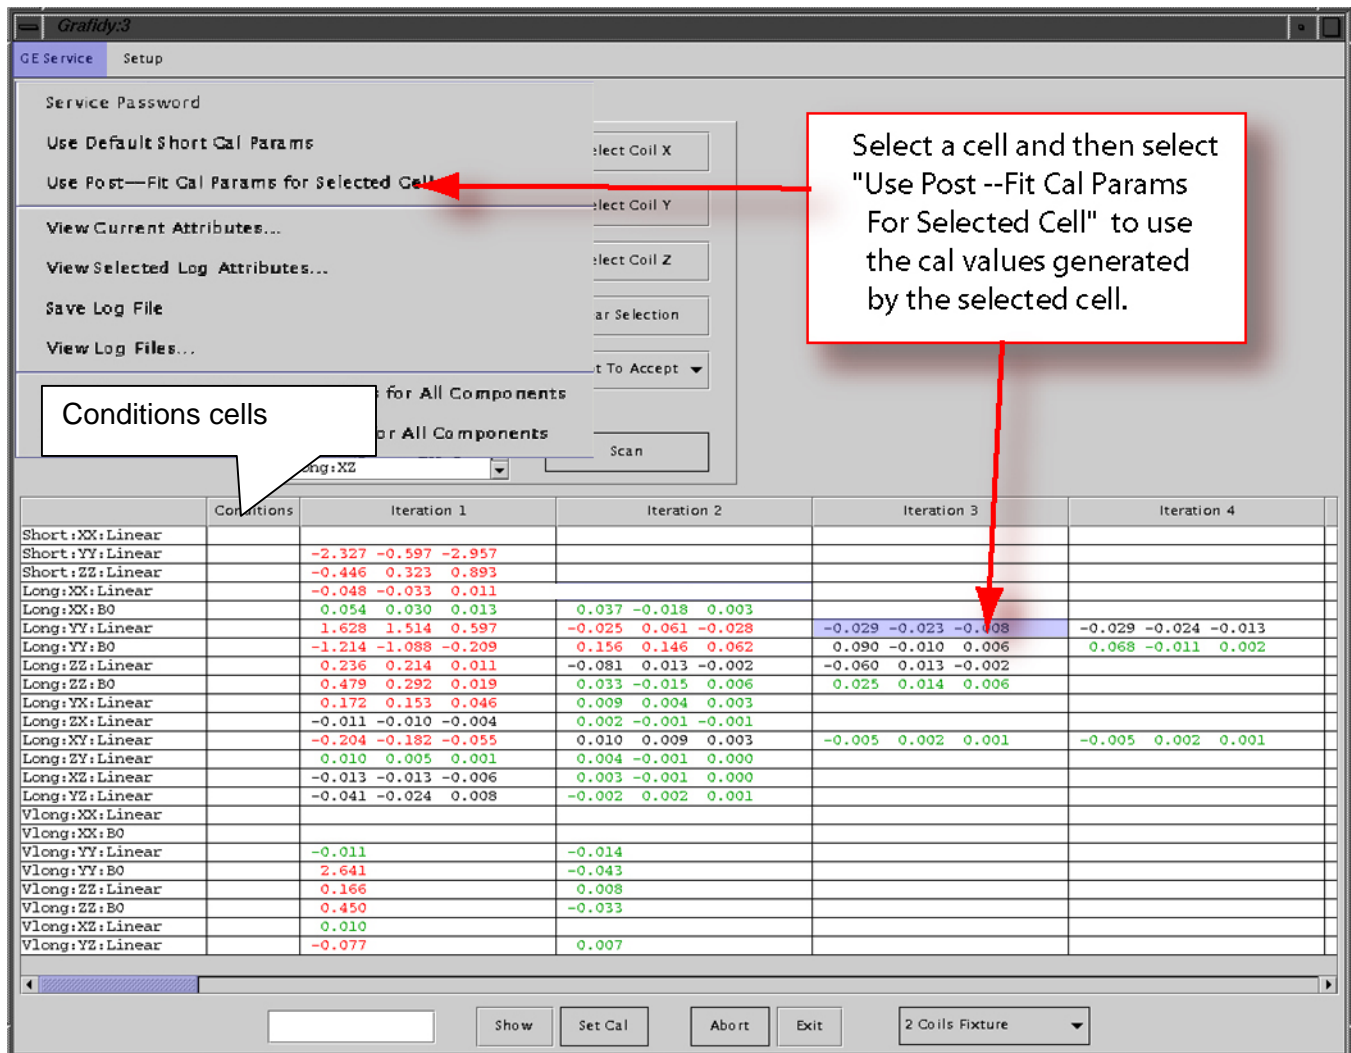 Grafidy:3
GE Service Setup
Service Password
Use Default Short Cal Params
Use Post—Fit Cal Params for Selected Cell
View Current Attributes...
View Selected Log Attributes...
Save Log File
View Log Files...
for All Components
or All Components
elect Coil X
elect Coil Y
elect Coil Z
ar Selection
t To Accept
Scan
ong:XZ
Select a cell and then select
"Use Post --Fit Cal Params
For Selected Cell" to use
the cal values generated
by the selected cell.
Conditions cells
Conditions Iteration 1 Iteration 2 Iteration 3 Iteration 4
Short:XX:Linear
Short:YY:Linear -2.327 -0.597 -2.957
Short:ZZ:Linear -0.446 0.323 0.893
Long:XX:Linear -0.048 -0.033 0.011
Long:XX:B0 0.054 0.030 0.013 0.037 -0.018 0.003
Long:YY:Linear 1.628 1.514 0.597 -0.025 0.061 -0.028 -0.029 -0.023 -0.008 -0.029 -0.024 -0.013
Long:YY:B0 -1.214 -1.088 -0.209 0.156 0.146 0.062 0.090 -0.010 0.006 0.068 -0.011 0.002
Long:ZZ:Linear 0.236 0.214 0.011 -0.081 0.013 -0.002 -0.060 0.013 -0.002
Long:ZZ:B0 0.479 0.292 0.019 0.033 -0.015 0.006 0.025 0.014 0.006
Long:YX:Linear 0.172 0.153 0.046 0.009 0.004 0.003
Long:ZX:Linear -0.011 -0.010 -0.004 0.002 -0.001 -0.001
Long:XY:Linear -0.204 -0.182 -0.055 0.010 0.009 0.003 -0.005 0.002 0.001 -0.005 0.002 0.001
Long:ZY:Linear 0.010 0.005 0.001 0.004 -0.001 0.000
Long:XZ:Linear -0.013 -0.013 -0.006 0.003 -0.001 0.000
Long:YZ:Linear -0.041 -0.024 0.008 -0.002 0.002 0.001
Vlong:XX:Linear
Vlong:XX:B0
Vlong:YY:Linear -0.011 -0.014
Vlong:YY:B0 2.641 -0.043
Vlong:ZZ:Linear 0.166 0.008
Vlong:ZZ:B0 0.450 -0.033
Vlong:XZ:Linear 0.010
Vlong:YZ:Linear -0.077 0.007
Show Set Cal Abort Exit 2 Coils Fixture